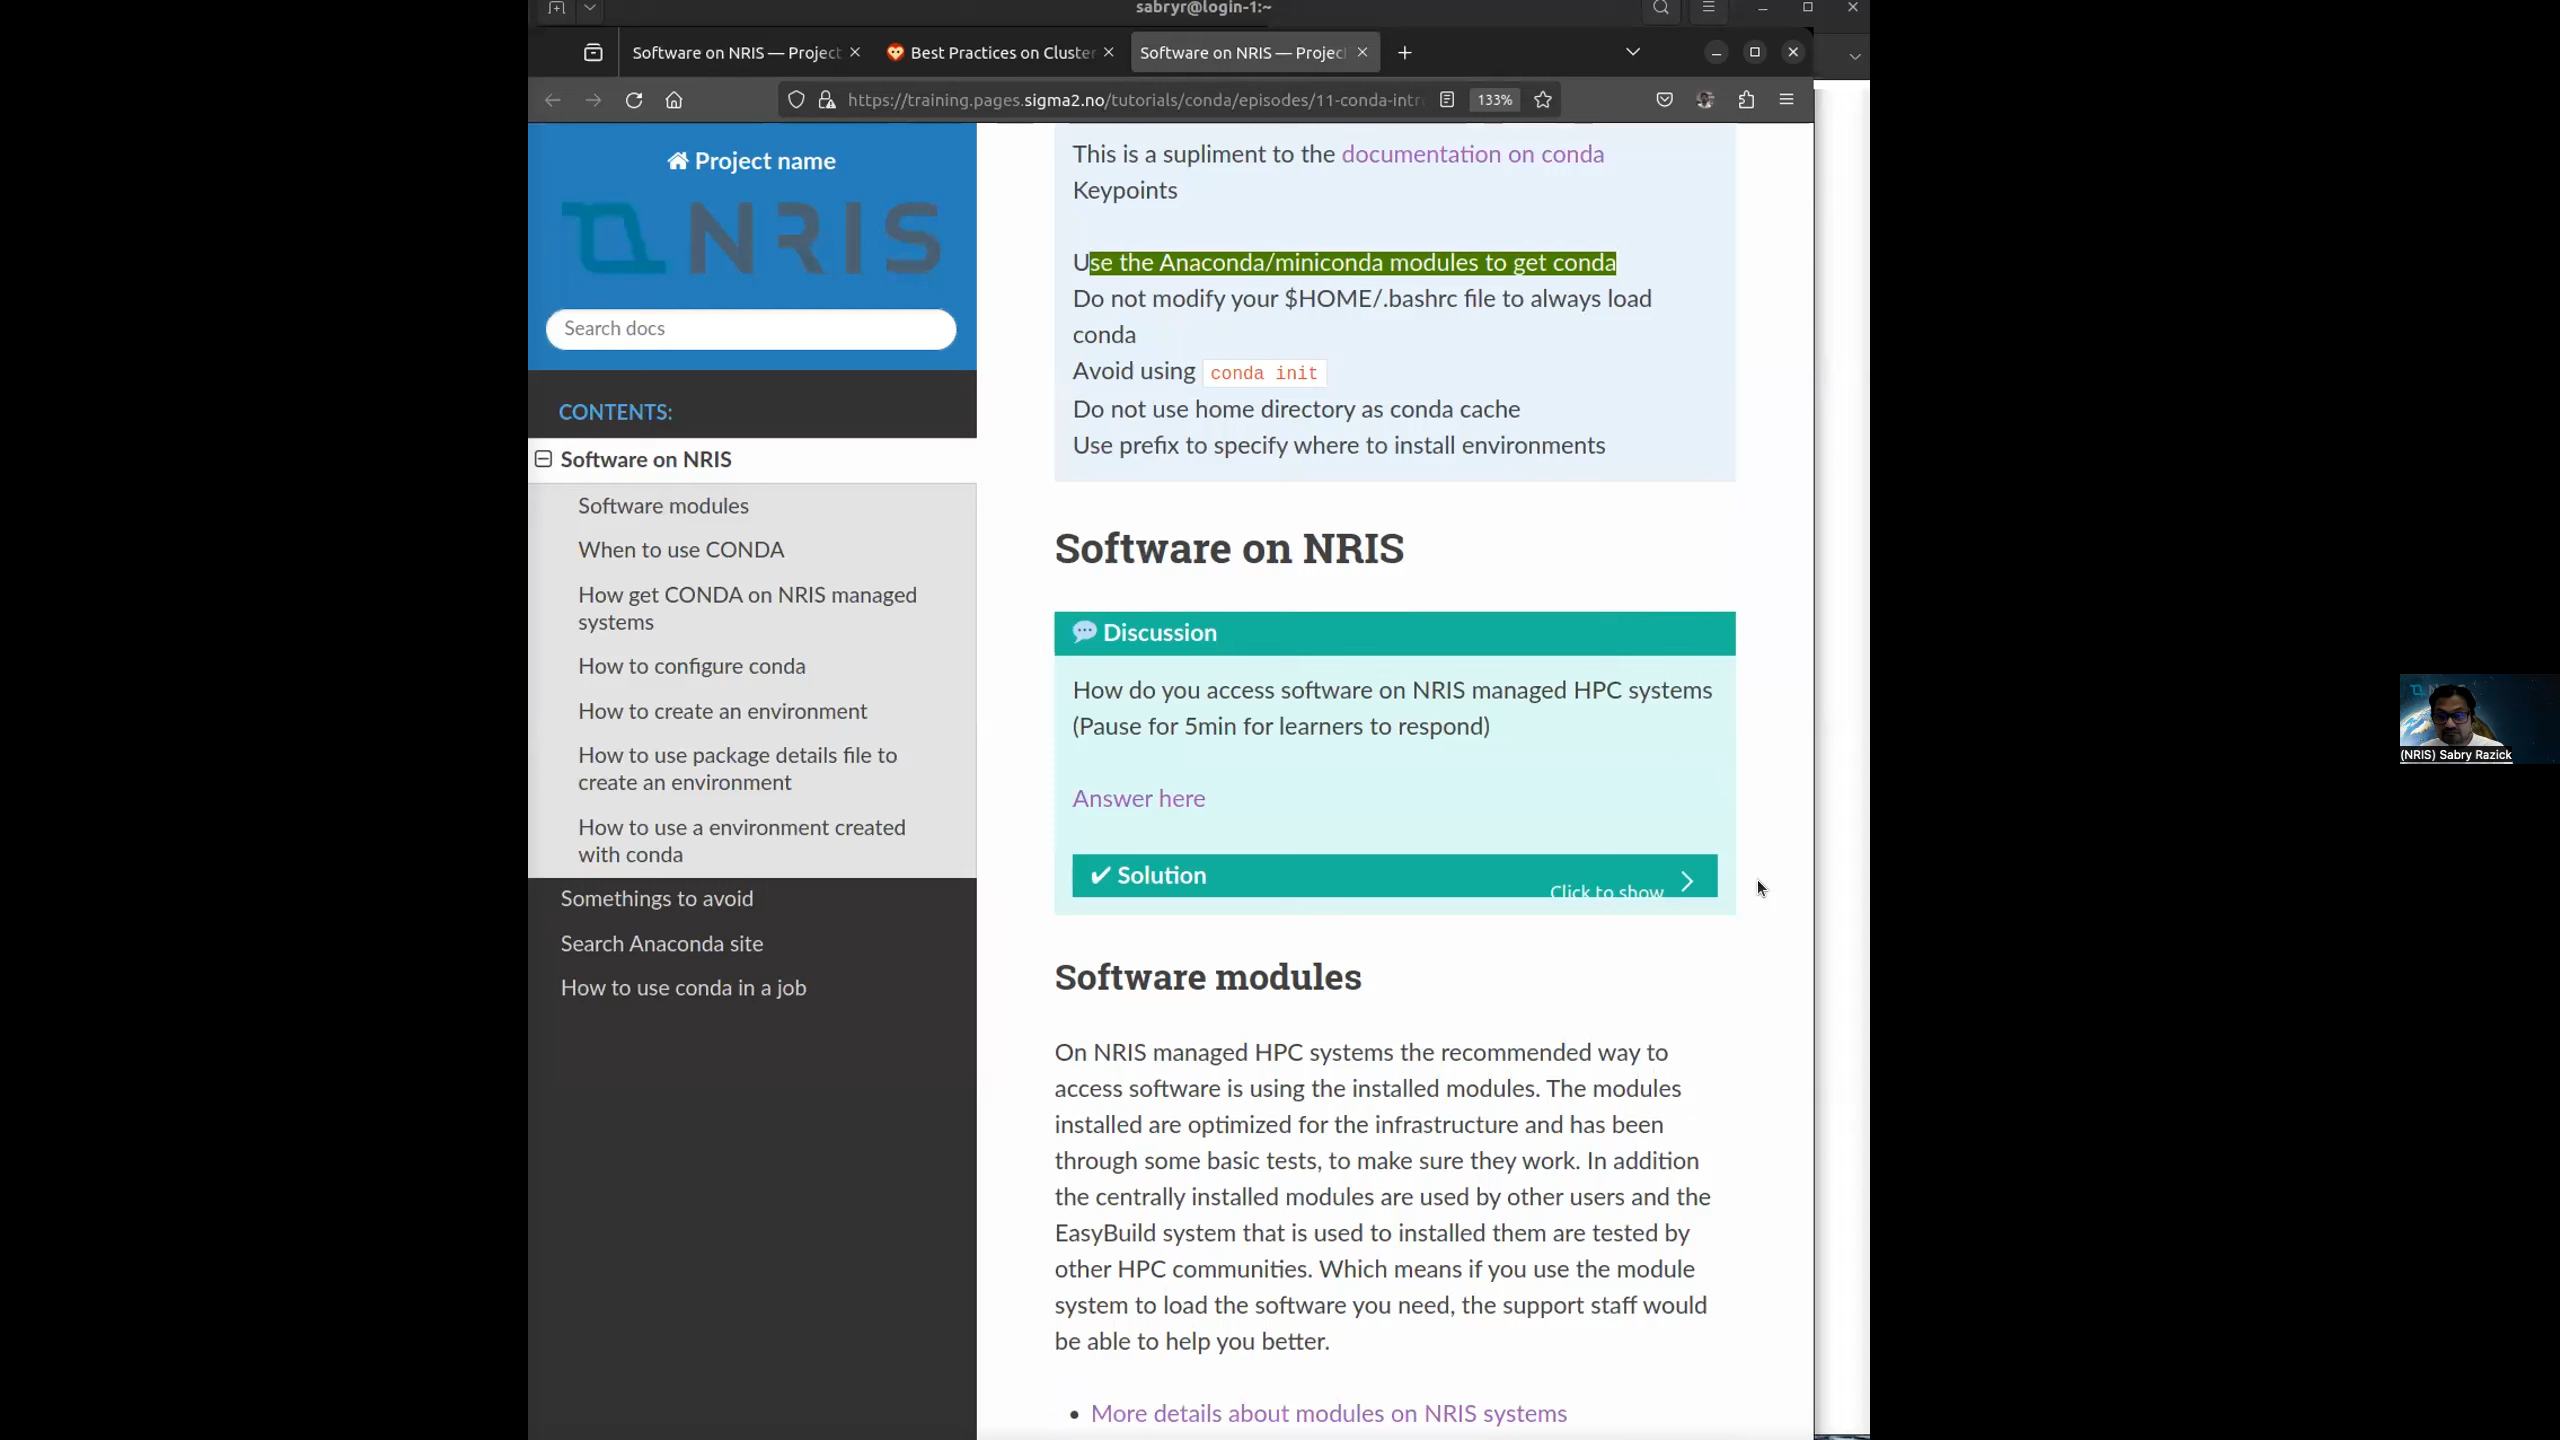 sabryr@login-1:~
Software on NRIS — Project
Best Practices on Cluster
Software on NRIS — Projec
https://training.pages.sigma2.no/tutorials/conda/episodes/11-conda-intr
133%
Project name
NRIS
Search docs
CONTENTS:
Software on NRIS
Software modules
When to use CONDA
How get CONDA on NRIS managed
systems
How to configure conda
How to create an environment
How to use package details file to
create an environment
How to use a environment created
with conda
Somethings to avoid
Search Anaconda site
How to use conda in a job
This is a supliment to the documentation on conda
Keypoints
Use the Anaconda/miniconda modules to get conda
Do not modify your $HOME/.bashrc file to always load
conda
Avoid using conda init
Do not use home directory as conda cache
Use prefix to specify where to install environments
Software on NRIS
Discussion
How do you access software on NRIS managed HPC systems
(Pause for 5min for learners to respond)
Answer here
✔ Solution
Click to show
Software modules
On NRIS managed HPC systems the recommended way to
access software is using the installed modules. The modules
installed are optimized for the infrastructure and has been
through some basic tests, to make sure they work. In addition
the centrally installed modules are used by other users and the
EasyBuild system that is used to installed them are tested by
other HPC communities. Which means if you use the module
system to load the software you need, the support staff would
be able to help you better.
• More details about modules on NRIS systems
(NRIS) Sabry Razick